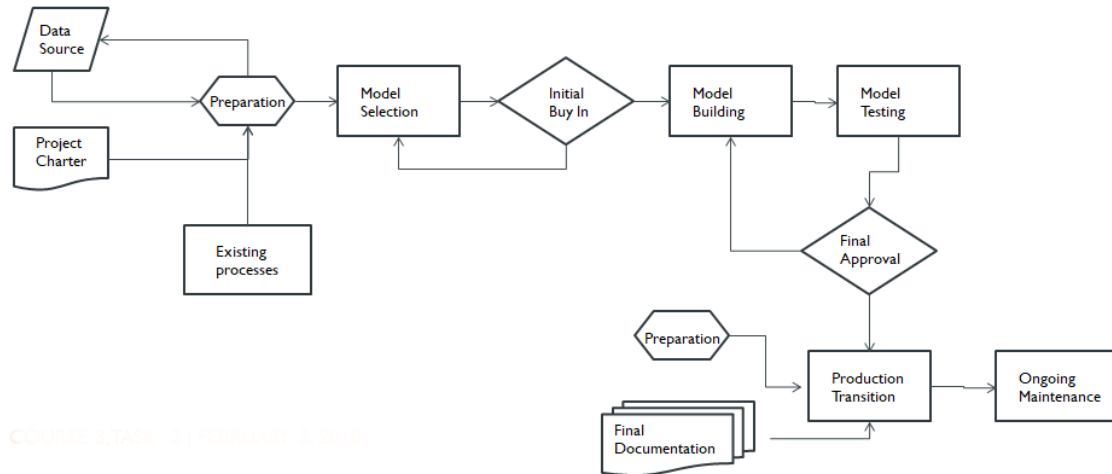 Data
Source
Preparation
Model
Selection
Initial
Buy In
Model
Building
Model
Testing
Project
Charter
Existing
processes
Final
Approval
Preparation
Production
Transition
Ongoing
Maintenance
Final
Documentation